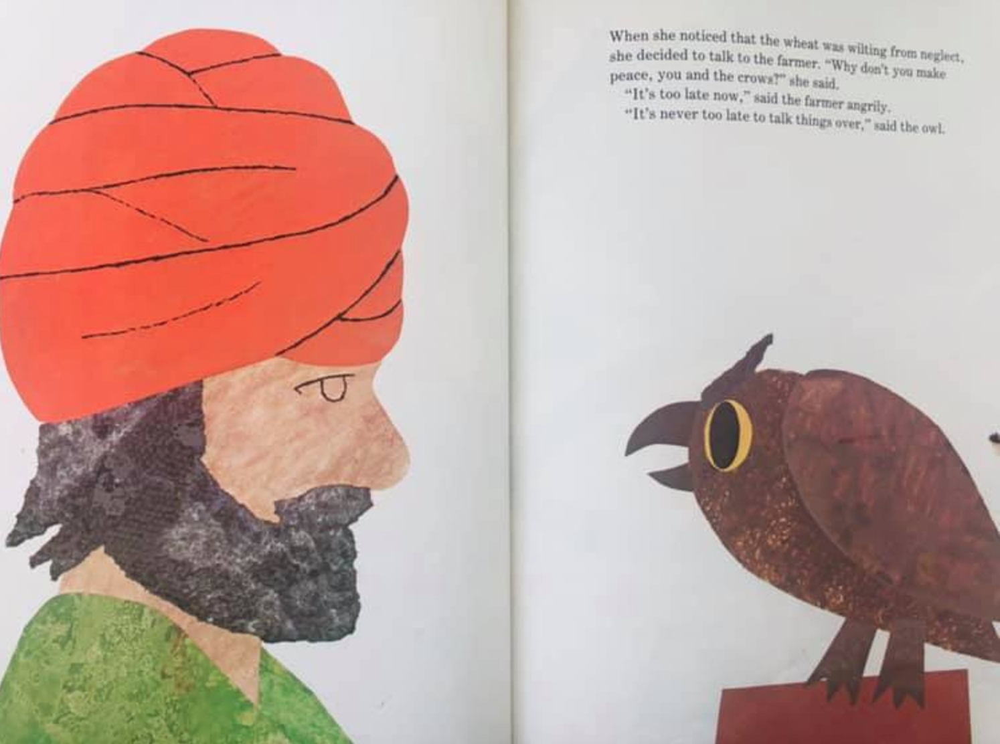 When she noticed that the wheat was wilting from neglect,
she decided to talk to the farmer. “Why don’t you make
peace, you and the crows?” she said.
“It’s too late now,” said the farmer angrily.
“It’s never too late to talk things over,” said the owl.